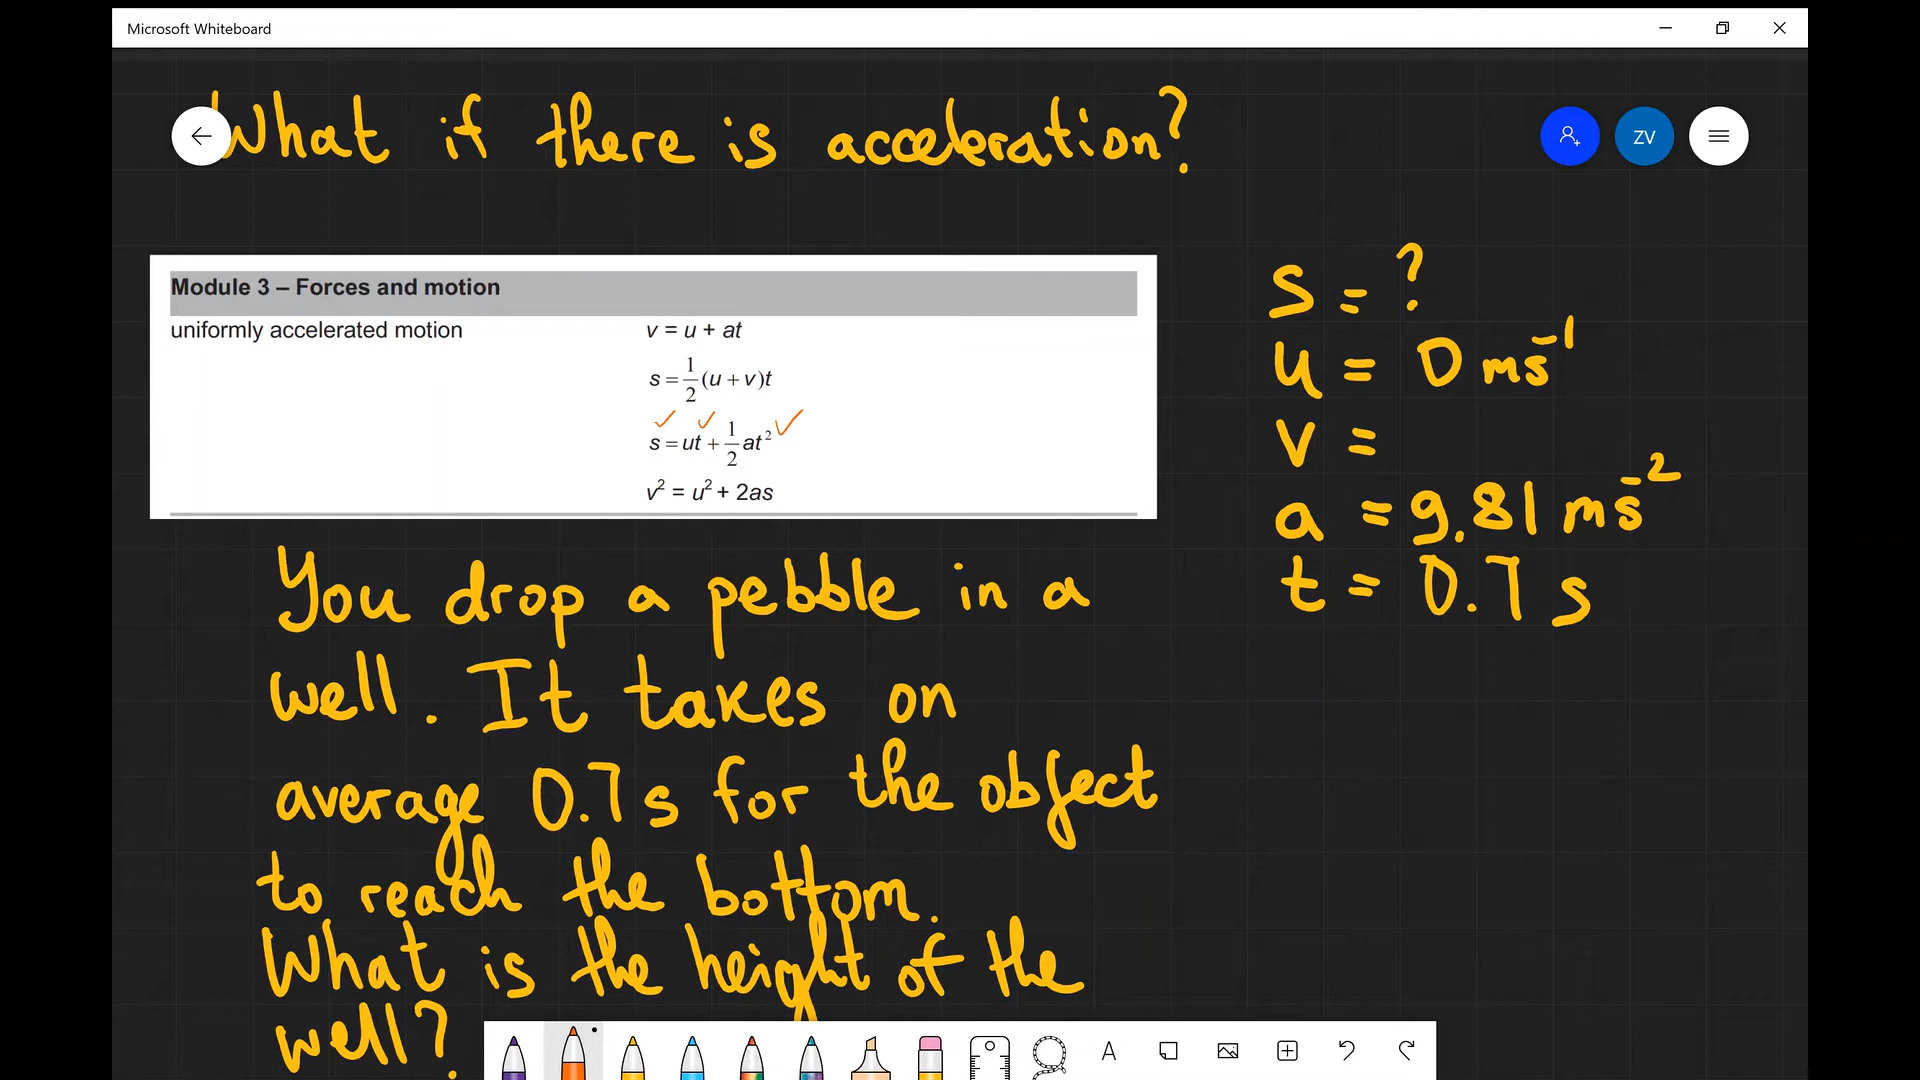 Microsoft Whiteboard
What if there is acceleration?
ZV
Module 3 – Forces and motion
uniformly accelerated motion
v = u + at
s = 1/2 (u + v)t
s = ut + 1/2 at²
v² = u² + 2as
s = ?
u = 0 ms⁻¹
v =
a = 9.81 ms⁻²
t = 0.7 s
You drop a pebble in a
well. It takes on
average 0.7s for the object
to reach the bottom.
What is the height of the
well?
A